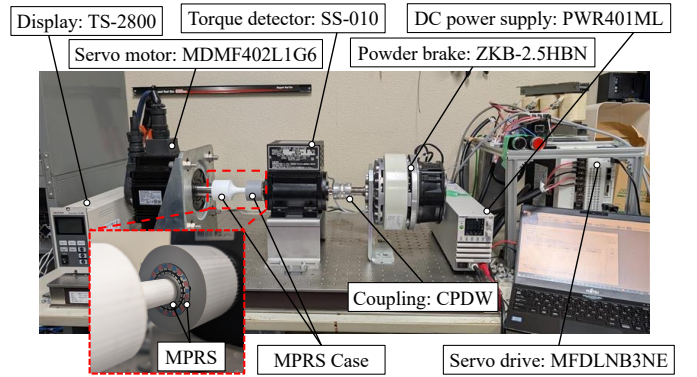 Display: TS-2800
Torque detector: SS-010
DC power supply: PWR401ML
Servo motor: MDMF402L1G6
Powder brake: ZKB-2.5HBN
Coupling: CPDW
MPRS
MPRS Case
Servo drive: MFDLNB3NE